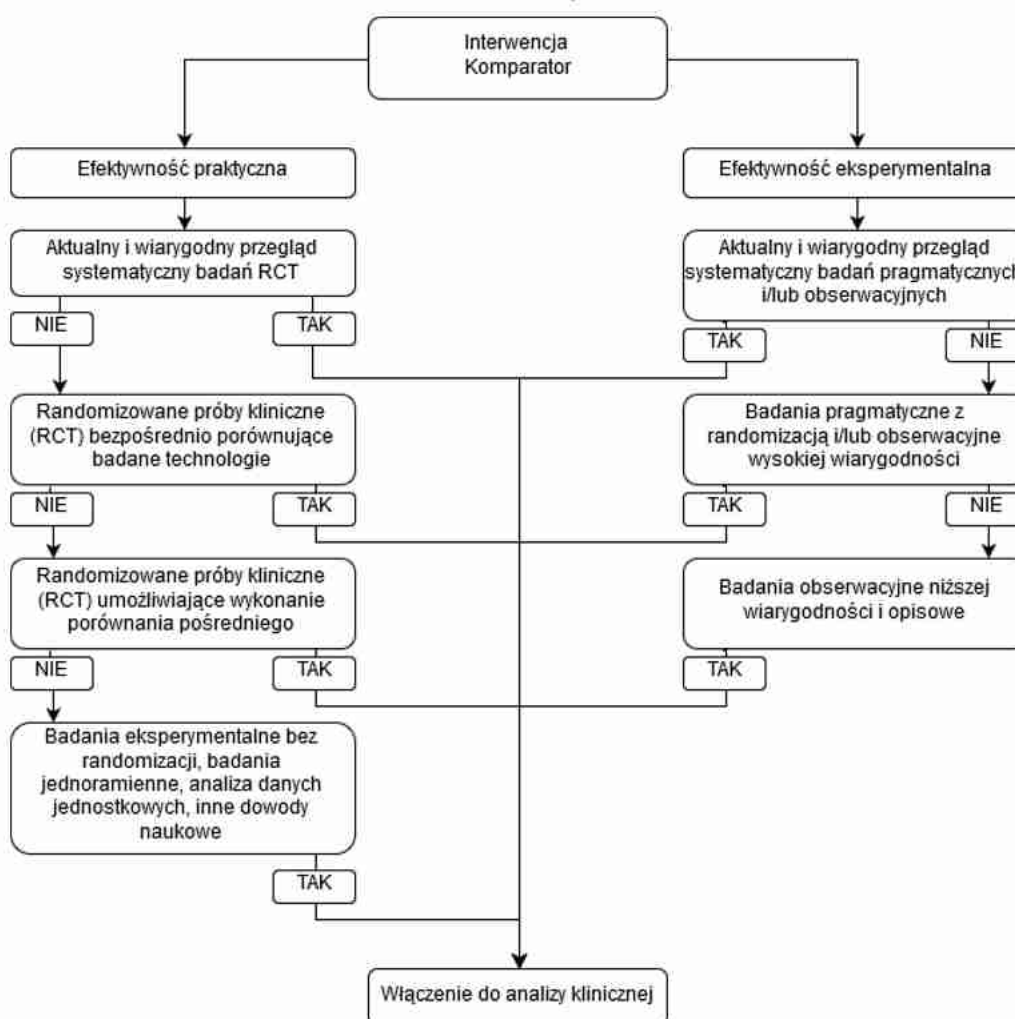 Interwencja
Komparator
Efektywność praktyczna
Efektywność eksperymentalna
Aktualny i wiarygodny przegląd
systematyczny badań RCT
Aktualny i wiarygodny przegląd
systematyczny badań pragmatycznych
i/lub obserwacyjnych
NIE
TAK
TAK
NIE
Randomizowane próby kliniczne
(RCT) bezpośrednio porównujące
badane technologie
Badania pragmatyczne z
randomizacją i/lub obserwacyjne
wysokiej wiarygodności
NIE
TAK
TAK
NIE
Randomizowane próby kliniczne
(RCT) umożliwiające wykonanie
porównania pośredniego
Badania obserwacyjne niższej
wiarygodności i opisowe
NIE
TAK
TAK
Badania eksperymentalne bez
randomizacji, badania
jednoramienne, analiza danych
jednostkowych, inne dowody
naukowe
TAK
Włączenie do analizy klinicznej